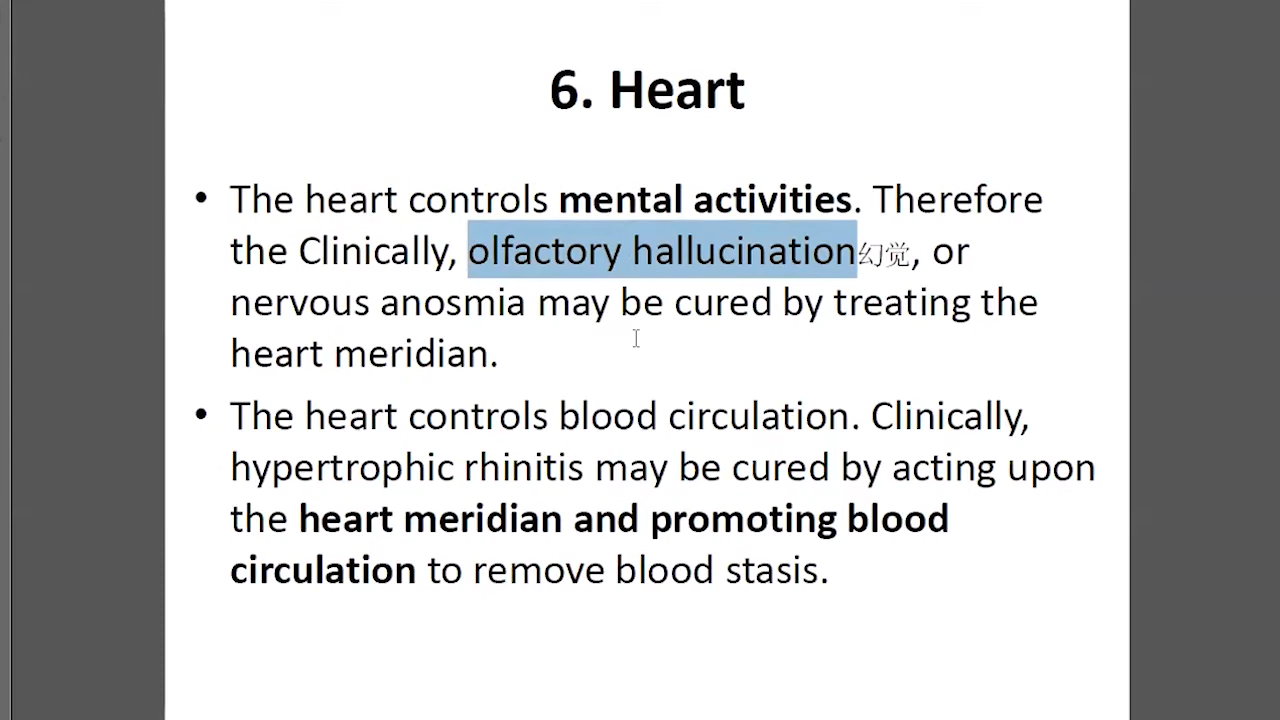 6. Heart
• The heart controls mental activities. Therefore
the Clinically, olfactory hallucination幻觉, or
nervous anosmia may be cured by treating the
heart meridian.
• The heart controls blood circulation. Clinically,
hypertrophic rhinitis may be cured by acting upon
the heart meridian and promoting blood
circulation to remove blood stasis.